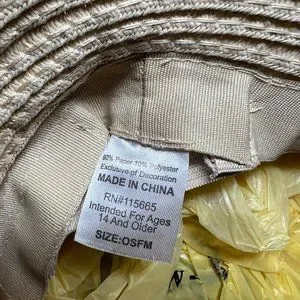 90% Paper 10% Polyester
Exclusive of Decoration
MADE IN CHINA
RN#115665
Intended For Ages
14 And Older
SIZE:OSFM